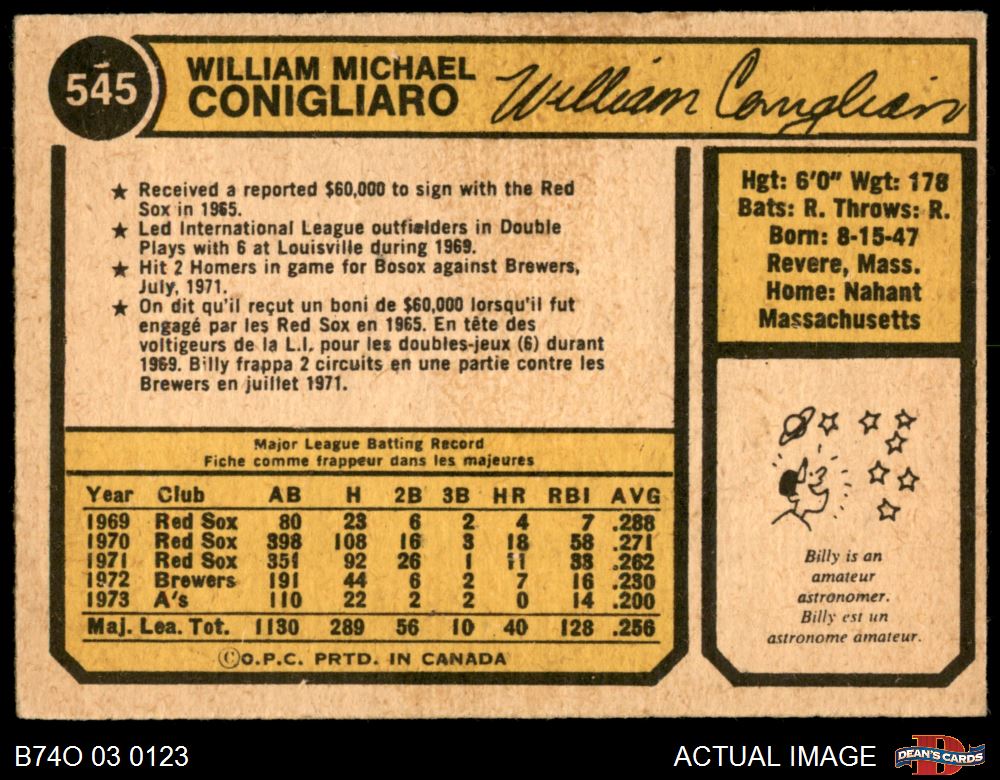 545
WILLIAM MICHAEL
CONIGLIARO
William Conigliaro
★ Received a reported $60,000 to sign with the Red
Sox in 1965.
★ Led International League outfielders in Double
Plays with 6 at Louisville during 1969.
★ Hit 2 Homers in game for Bosox against Brewers,
July, 1971.
★ On dit qu'il reçut un boni de $60,000 lorsqu'il fut
engagé par les Red Sox en 1965. En tête des
voltigeurs de la L.I. pour les doubles-jeux (6) durant
1969. Billy frappa 2 circuits en une partie contre les
Brewers en juillet 1971.
Hgt: 6'0" Wgt: 178
Bats: R. Throws: R.
Born: 8-15-47
Revere, Mass.
Home: Nahant
Massachusetts
Major League Batting Record
Fiche comme frappeur dans les majeures
Year Club AB H 2B 3B HR RBI AVG
1969 Red Sox 80 23 6 2 4 7 .288
1970 Red Sox 398 108 16 3 18 58 .271
1971 Red Sox 351 92 26 1 11 33 .262
1972 Brewers 191 44 6 2 7 16 .230
1973 A's 110 22 2 2 0 14 .200
Maj. Lea. Tot. 1130 289 56 10 40 128 .256
©O.P.C. PRTD. IN CANADA
Billy is an
amateur
astronomer.
Billy est un
astronome amateur.
B74O 03 0123
ACTUAL IMAGE
D
DEAN'S CARDS